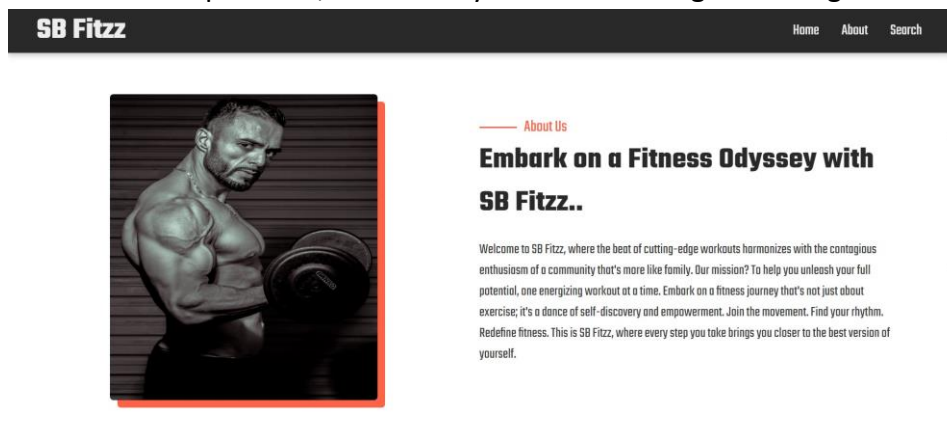 SB Fitzz
Home About Search
About Us
Embark on a Fitness Odyssey with
SB Fitzz..
Welcome to SB Fitzz, where the beat of cutting-edge workouts harmonizes with the contagious
enthusiasm of a community that's more like family. Our mission? To help you unleash your full
potential, one energizing workout at a time. Embark on a fitness journey that's not just about
exercise; it's a dance of self-discovery and empowerment. Join the movement. Find your rhythm.
Redefine fitness. This is SB Fitzz, where every step you take brings you closer to the best version of
yourself.